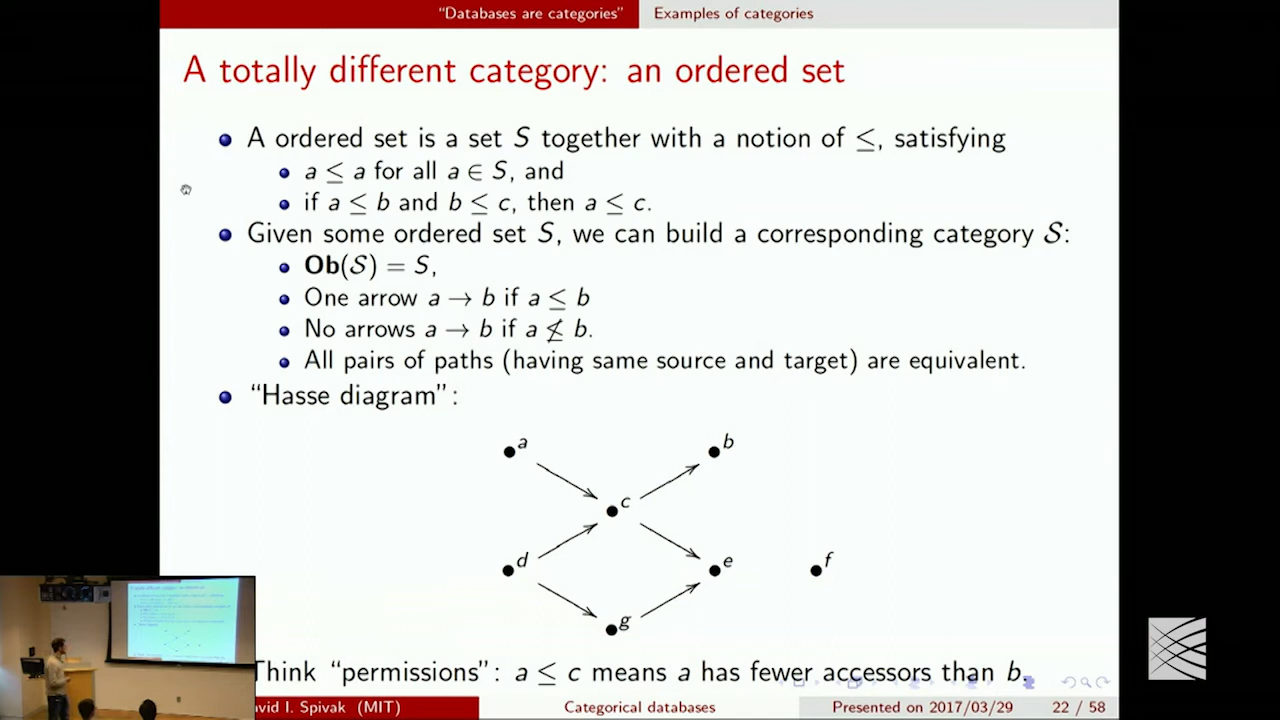 “Databases are categories” Examples of categories
A totally different category: an ordered set
A ordered set is a set S together with a notion of ≤, satisfying
a ≤ a for all a ∈ S, and
if a ≤ b and b ≤ c, then a ≤ c.
Given some ordered set S, we can build a corresponding category 𝒮:
Ob(𝒮) = S,
One arrow a → b if a ≤ b
No arrows a → b if a ≰ b.
All pairs of paths (having same source and target) are equivalent.
“Hasse diagram”:
a b
c
d e f
g
Think “permissions”: a ≤ c means a has fewer accessors than b.
avid I. Spivak (MIT) Categorical databases Presented on 2017/03/29 22 / 58